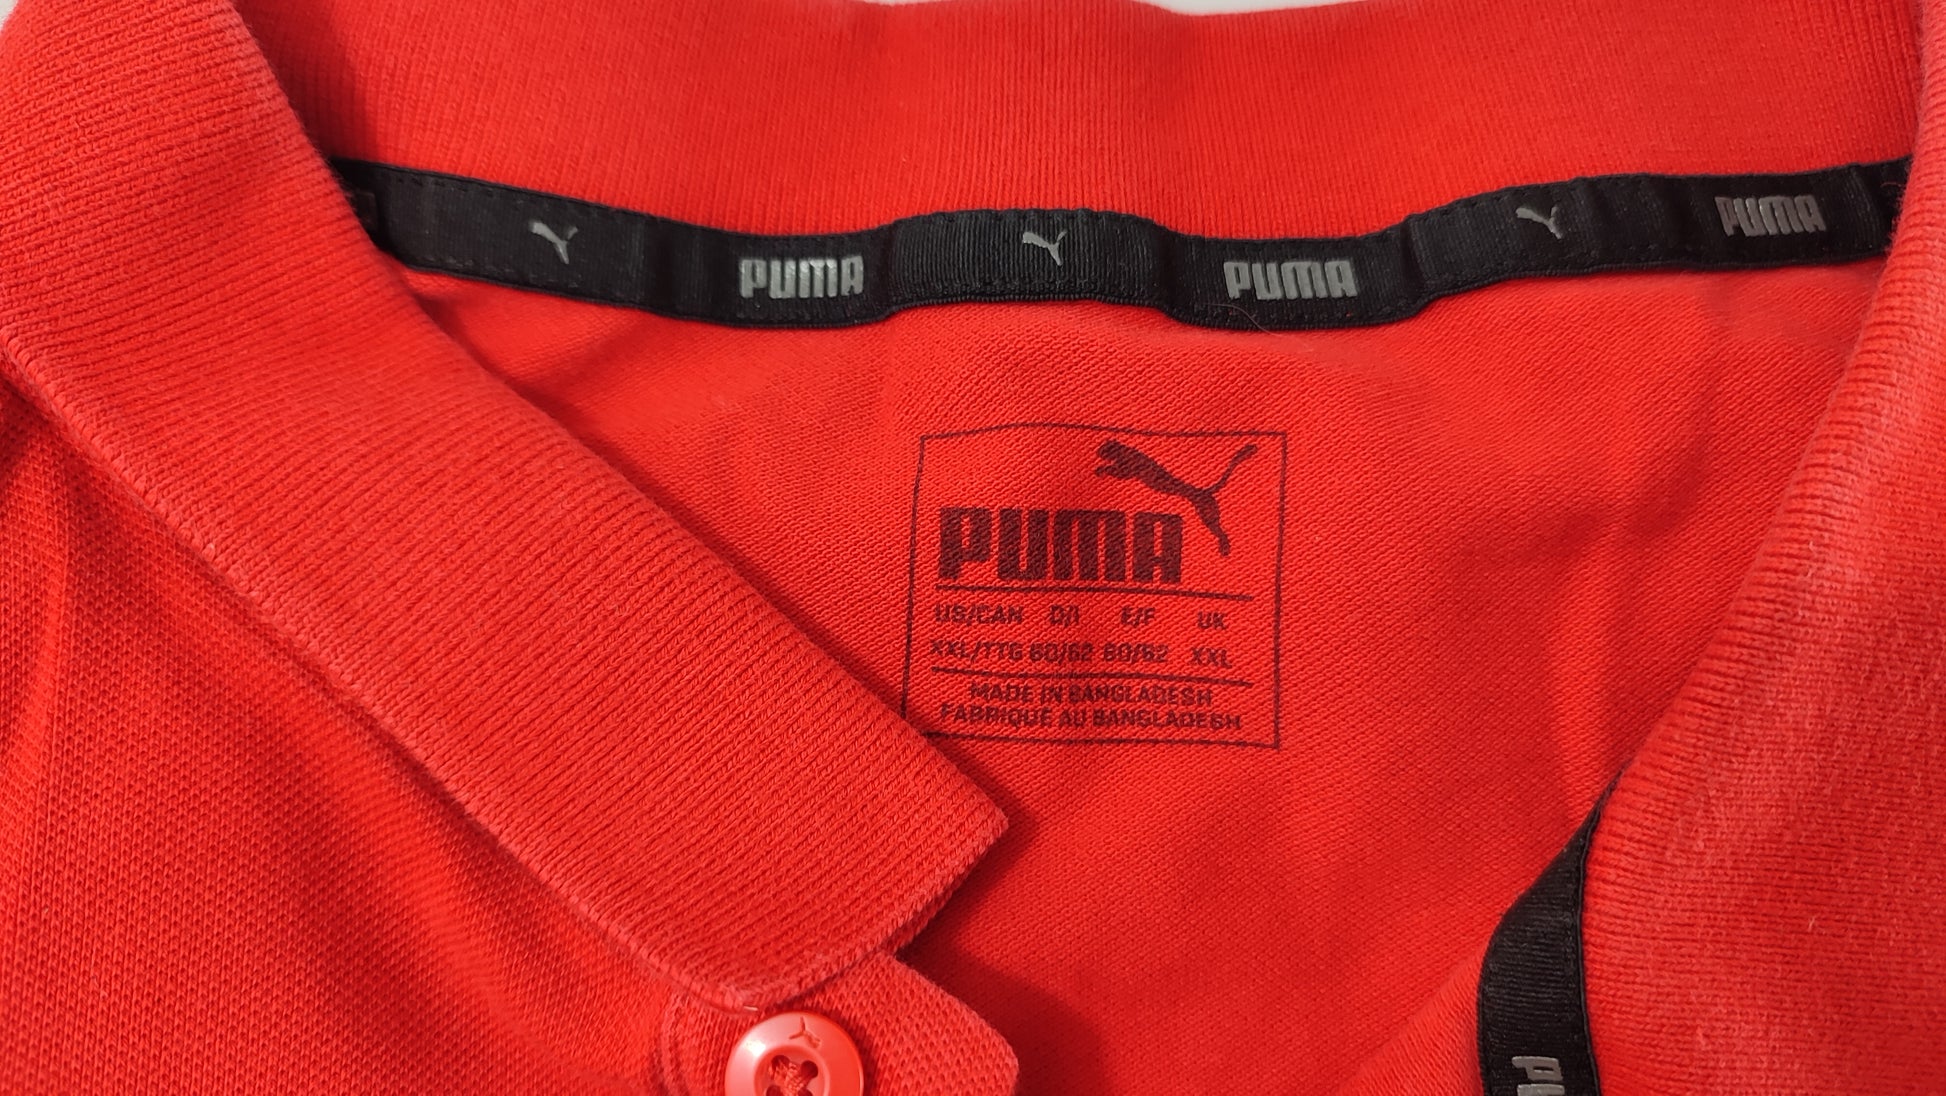 PUMA PUMA PUMA
PUMA
US/CAN D/I E/F UK
XXL/TTG 60/62 60/62 XXL
MADE IN BANGLADESH
FABRIQUE AU BANGLADESH